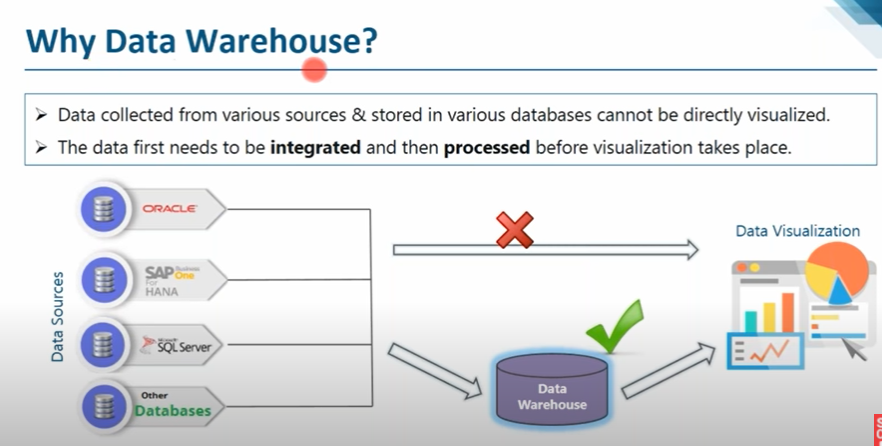 Why Data Warehouse?
Data collected from various sources & stored in various databases cannot be directly visualized.
The data first needs to be integrated and then processed before visualization takes place.
Data Sources
ORACLE
SAP Business
One
For
HANA
Microsoft
SQL Server
Other
Databases
Data
Warehouse
Data Visualization